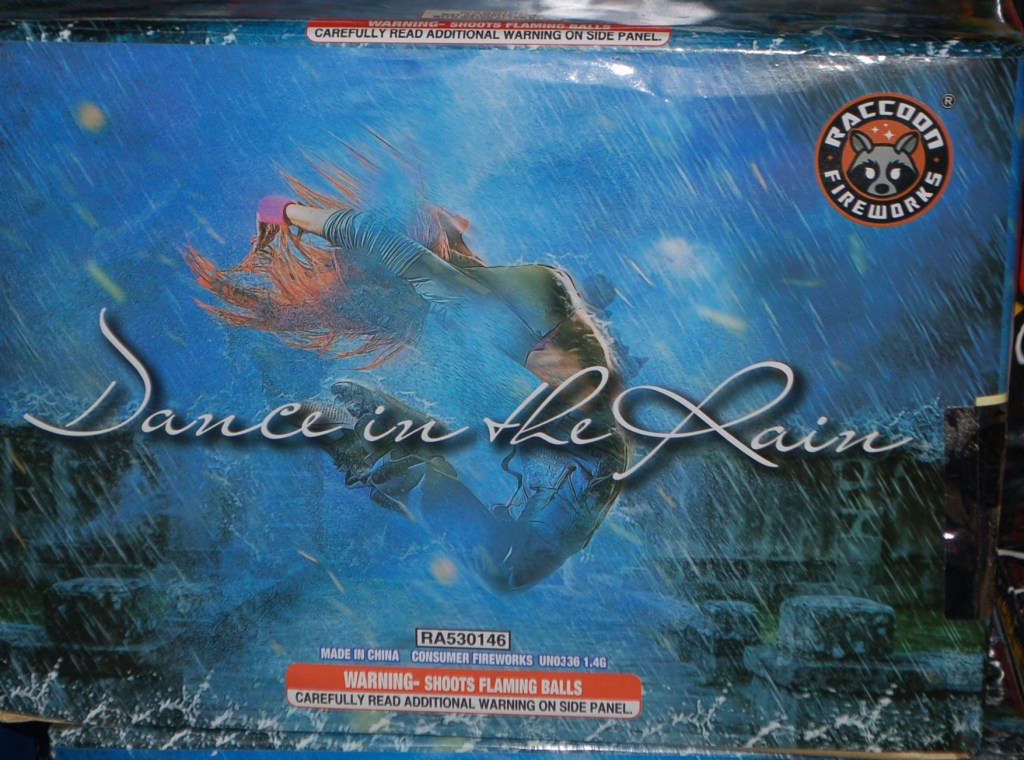 WARNING- SHOOTS FLAMING BALLS
CAREFULLY READ ADDITIONAL WARNING ON SIDE PANEL.
RACCOON ®
FIREWORKS
Dance in the Rain
RA530146
MADE IN CHINA CONSUMER FIREWORKS UN0336 1.4G
WARNING- SHOOTS FLAMING BALLS
CAREFULLY READ ADDITIONAL WARNING ON SIDE PANEL.